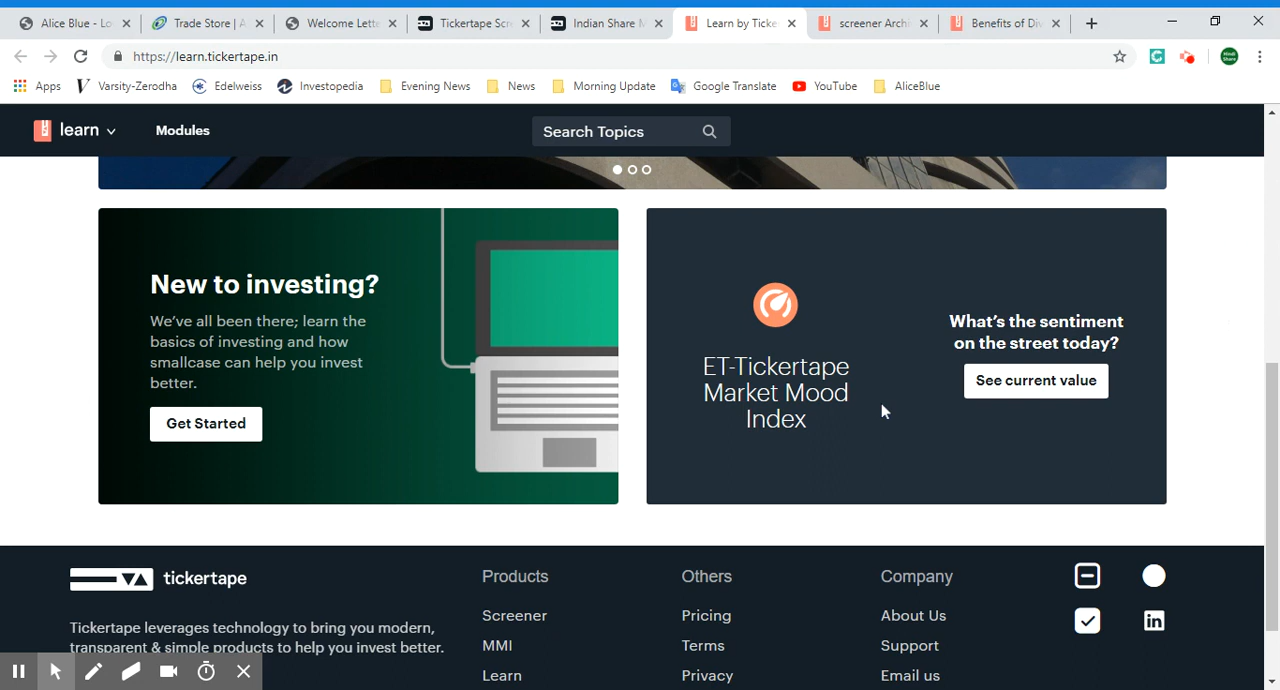 Alice Blue - Lo
Trade Store | A
Welcome Lett
Tickertape Scr
Indian Share M
Learn by Ticke
screener Archi
Benefits of Div
https://learn.tickertape.in
Apps
Varsity-Zerodha
Edelweiss
Investopedia
Evening News
News
Morning Update
Google Translate
YouTube
AliceBlue
learn
Modules
Search Topics
New to investing?
We've all been there; learn the
basics of investing and how
smallcase can help you invest
better.
Get Started
ET-Tickertape
Market Mood
Index
What's the sentiment
on the street today?
See current value
tickertape
Tickertape leverages technology to bring you modern,
transparent & simple products to help you invest better.
Products
Screener
MMI
Learn
Others
Pricing
Terms
Privacy
Company
About Us
Support
Email us
in